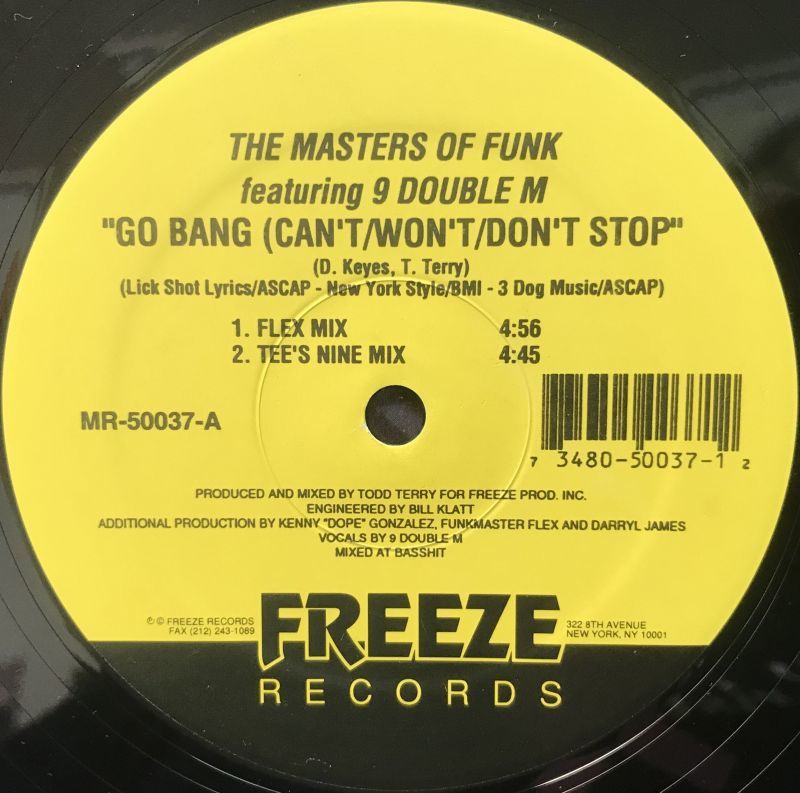 THE MASTERS OF FUNK
featuring 9 DOUBLE M
"GO BANG (CAN'T/WON'T/DON'T STOP"
(D. Keyes, T. Terry)
(Lick Shot Lyrics/ASCAP - New York Style/BMI - 3 Dog Music/ASCAP)
1. FLEX MIX 4:56
2. TEE'S NINE MIX 4:45
MR-50037-A
7 3480-50037-1 2
PRODUCED AND MIXED BY TODD TERRY FOR FREEZE PROD. INC.
ENGINEERED BY BILL KLATT
ADDITIONAL PRODUCTION BY KENNY "DOPE" GONZALEZ, FUNKMASTER FLEX AND DARRYL JAMES
VOCALS BY 9 DOUBLE M
MIXED AT BASSHIT
℗ © FREEZE RECORDS
FAX (212) 243-1089
FREEZE
RECORDS
322 8TH AVENUE
NEW YORK, NY 10001